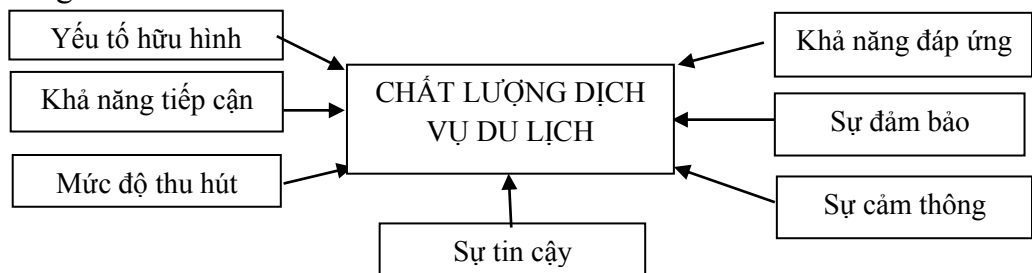 Yếu tố hữu hình
Khả năng tiếp cận
Mức độ thu hút
CHẤT LƯỢNG DỊCH
VỤ DU LỊCH
Sự tin cậy
Khả năng đáp ứng
Sự đảm bảo
Sự cảm thông